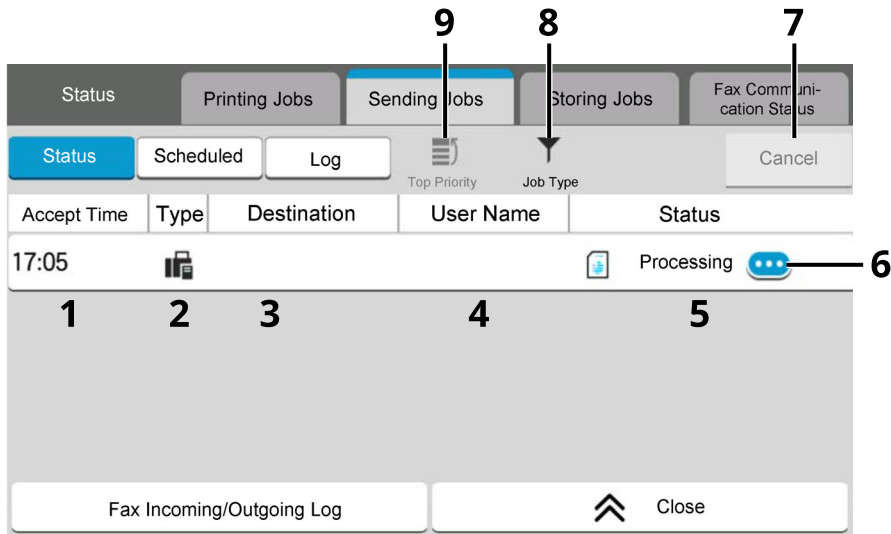 9 8 7
Status Printing Jobs Sending Jobs Storing Jobs Fax Communi-
cation Status
Status Scheduled Log Top Priority Job Type Cancel
Accept Time Type Destination User Name Status
17:05 Processing 6
1 2 3 4 5
Fax Incoming/Outgoing Log Close